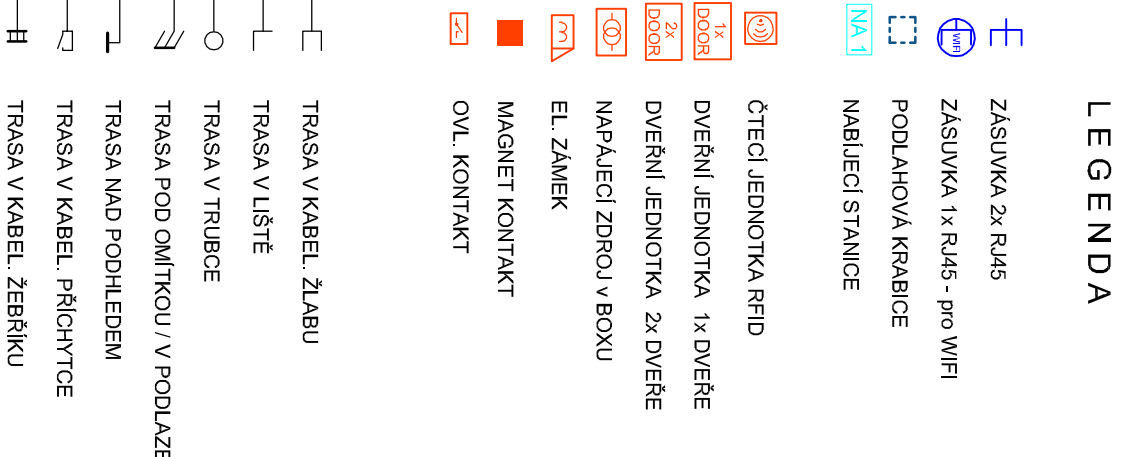 L E G E N D A
ZÁSUVKA 2x RJ45
WIFI ZÁSUVKA 1x RJ45 - pro WIFI
PODLAHOVÁ KRABICE
NA 1 NABÍJECÍ STANICE
ČTECÍ JEDNOTKA RFID
1x DOOR DVEŘNÍ JEDNOTKA 1x DVEŘE
2x DOOR DVEŘNÍ JEDNOTKA 2x DVEŘE
NAPÁJECÍ ZDROJ v BOXU
EL. ZÁMEK
MAGNET KONTAKT
OVL. KONTAKT
TRASA V KABEL. ŽLABU
TRASA V LIŠTĚ
TRASA V TRUBCE
TRASA POD OMÍTKOU / V PODLAZE
TRASA NAD PODHLEDEM
TRASA V KABEL. PŘÍCHYTCE
TRASA V KABEL. ŽEBŘÍKU